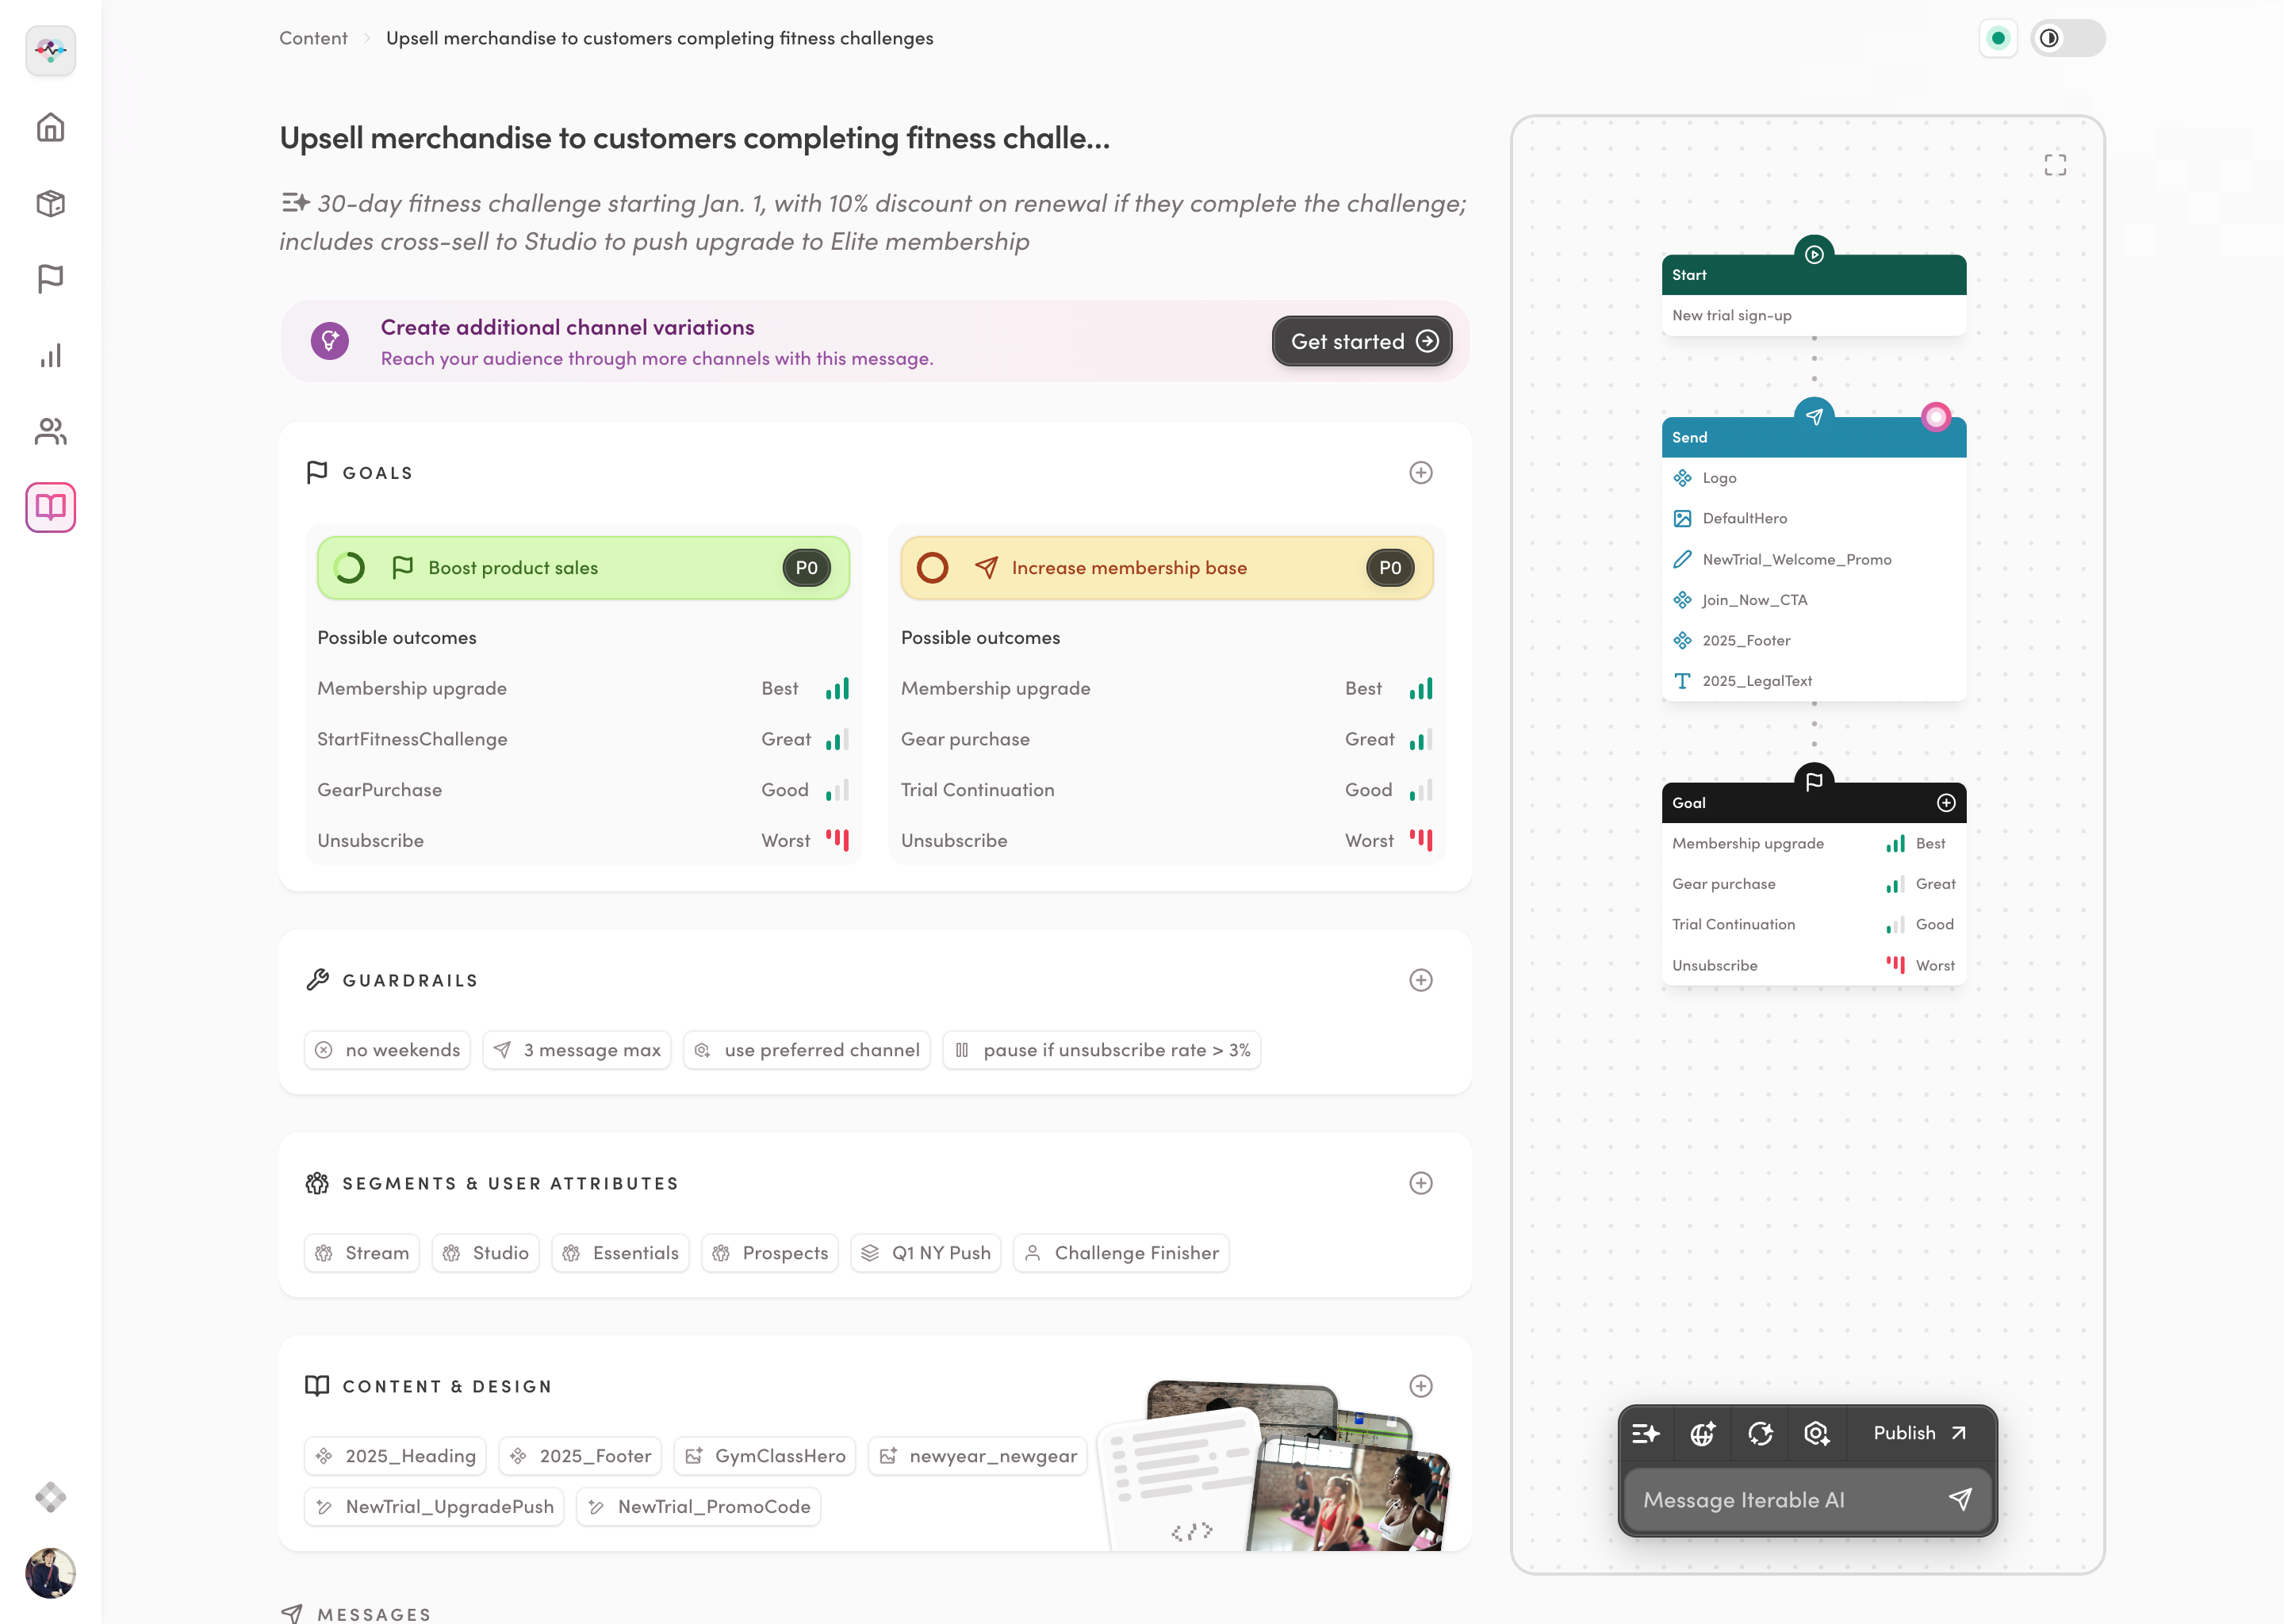 Content > Upsell merchandise to customers completing fitness challenges
Upsell merchandise to customers completing fitness challe...
30-day fitness challenge starting Jan. 1, with 10% discount on renewal if they complete the challenge;
includes cross-sell to Studio to push upgrade to Elite membership
Create additional channel variations
Reach your audience through more channels with this message.
Get started
GOALS
Boost product sales P0
Possible outcomes
Membership upgrade Best
StartFitnessChallenge Great
GearPurchase Good
Unsubscribe Worst
Increase membership base P0
Possible outcomes
Membership upgrade Best
Gear purchase Great
Trial Continuation Good
Unsubscribe Worst
GUARDRAILS
no weekends 3 message max use preferred channel pause if unsubscribe rate > 3%
SEGMENTS & USER ATTRIBUTES
Stream Studio Essentials Prospects Q1 NY Push Challenge Finisher
CONTENT & DESIGN
2025_Heading 2025_Footer GymClassHero newyear_newgear
NewTrial_UpgradePush NewTrial_PromoCode
</>
MESSAGES
Start
New trial sign-up
Send
Logo
DefaultHero
NewTrial_Welcome_Promo
Join_Now_CTA
2025_Footer
2025_LegalText
Goal
Membership upgrade Best
Gear purchase Great
Trial Continuation Good
Unsubscribe Worst
Publish
Message Iterable AI